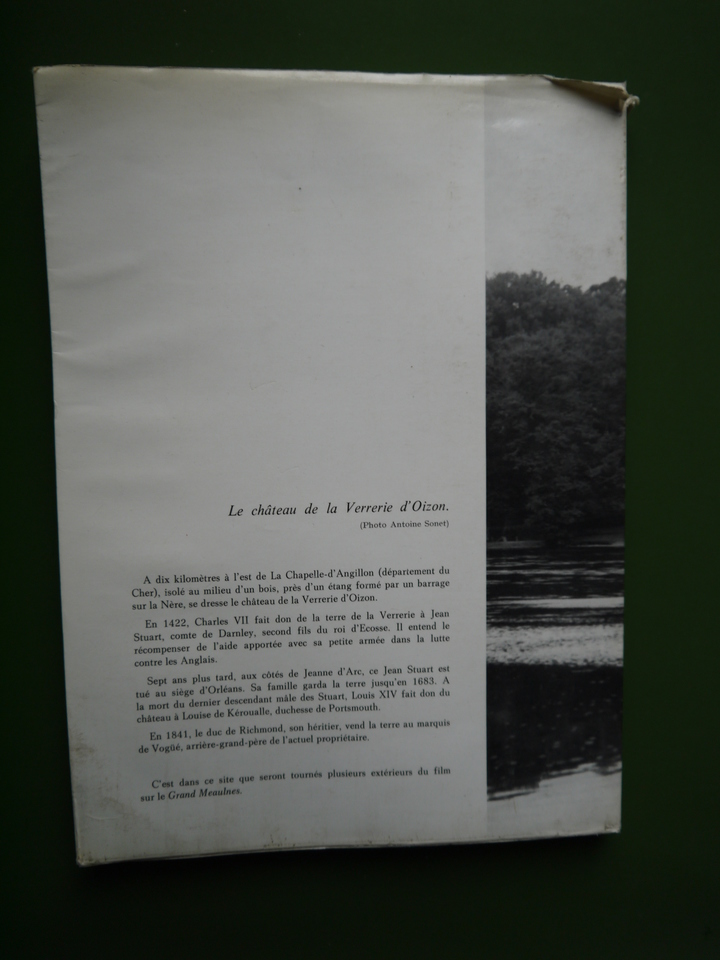 Le château de la Verrerie d'Oizon.
(Photo Antoine Sonet)
A dix kilomètres à l'est de La Chapelle-d'Angillon (département du
Cher), isolé au milieu d'un bois, près d'un étang formé par un barrage
sur la Nère, se dresse le château de la Verrerie d'Oizon.
En 1422, Charles VII fait don de la terre de la Verrerie à Jean
Stuart, comte de Darnley, second fils du roi d'Ecosse. Il entend le
récompenser de l'aide apportée avec sa petite armée dans la lutte
contre les Anglais.
Sept ans plus tard, aux côtés de Jeanne d'Arc, ce Jean Stuart est
tué au siège d'Orléans. Sa famille garda la terre jusqu'en 1683. A
la mort du dernier descendant mâle des Stuart, Louis XIV fait don du
château à Louise de Kéroualle, duchesse de Portsmouth.
En 1841, le duc de Richmond, son héritier, vend la terre au marquis
de Vogüé, arrière-grand-père de l'actuel propriétaire.
C'est dans ce site que seront tournés plusieurs extérieurs du film
sur le Grand Meaulnes.